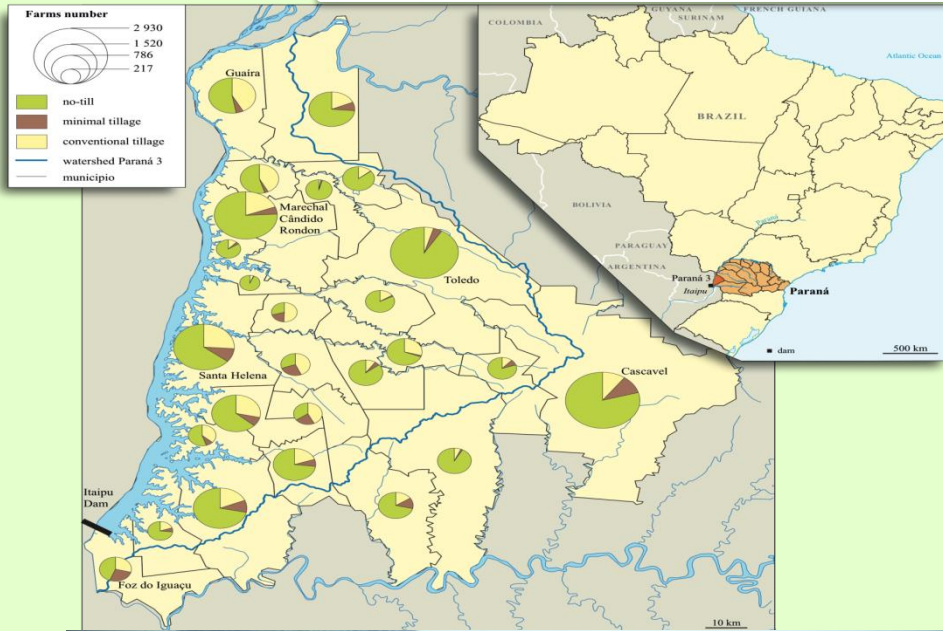 Farms number
2 930
1 520
786
217
no-till
minimal tillage
conventional tillage
watershed Paraná 3
municipio
Guaíra
Marechal
Cândido
Rondon
Toledo
Santa Helena
Cascavel
Itaipu
Dam
Foz do Iguaçu
10 km
COLOMBIA
GUYANA
SURINAM
FRENCH GUIANA
Atlantic Ocean
BRAZIL
BOLIVIA
Paraná
PARAGUAY
ARGENTINA
Paraná 3
Itaipu
Paraná
dam
500 km